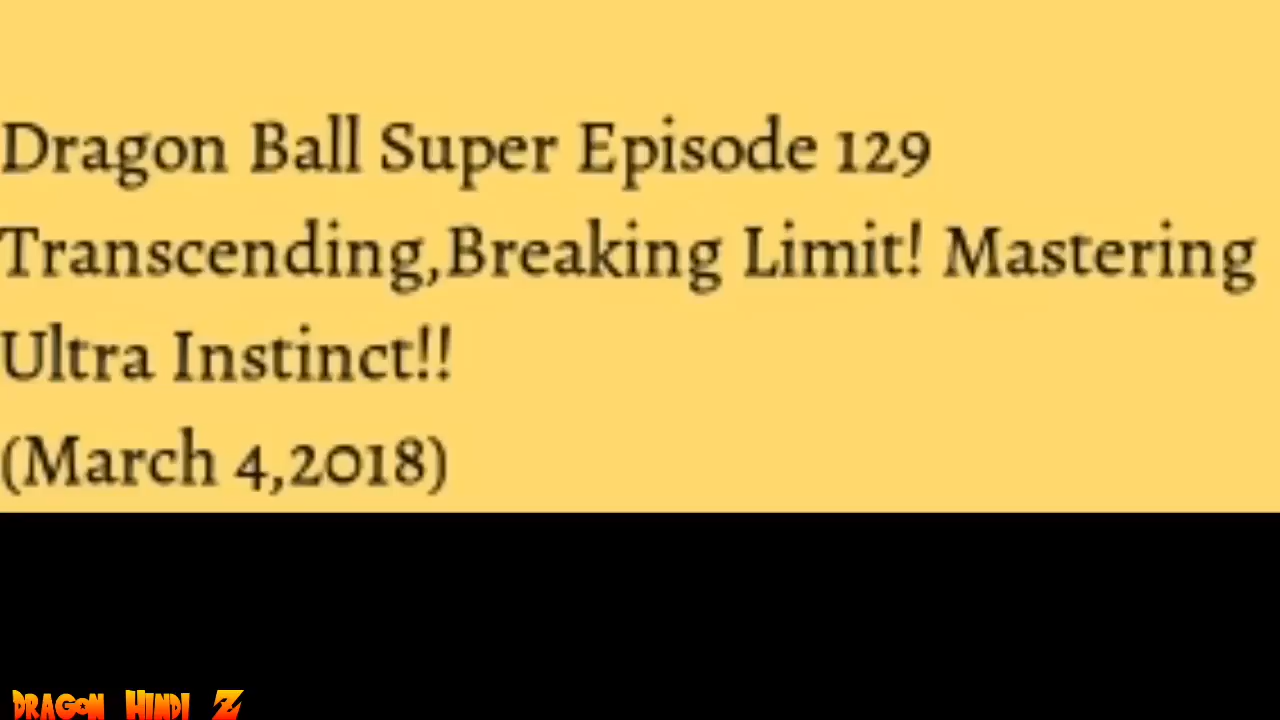 Dragon Ball Super Episode 129
Transcending,Breaking Limit! Mastering
Ultra Instinct!!
(March 4,2018)
DRAGON HINDI Z